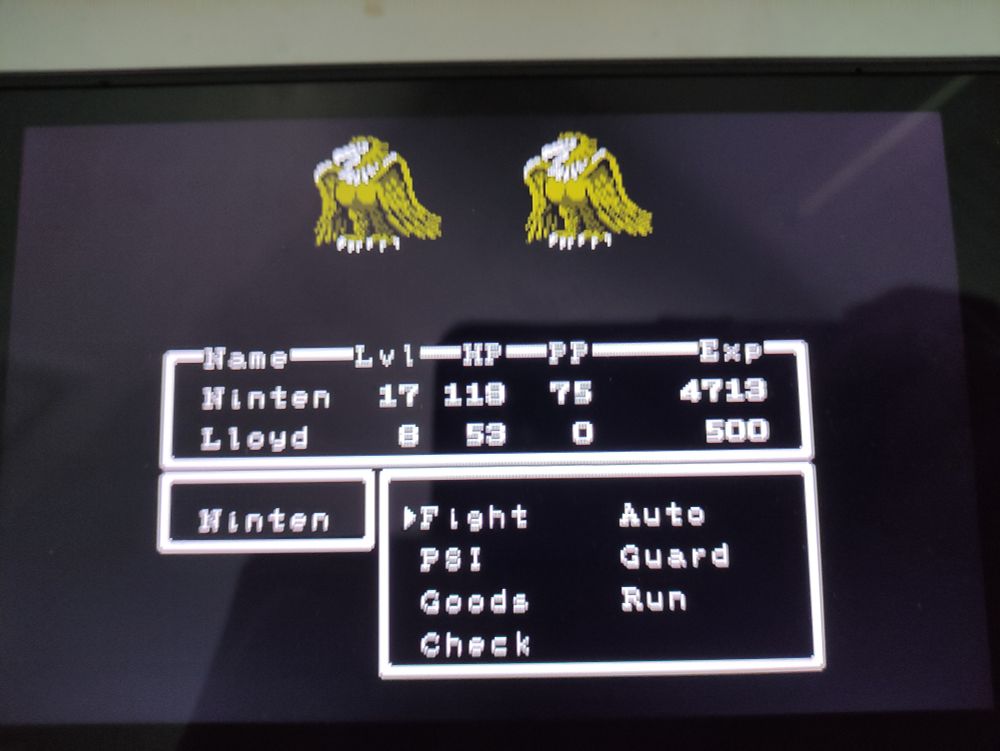 Name Lvl HP PP Exp
Ninten 17 118 75 4713
Lloyd 8 53 0 500
Ninten
Fight Auto
PSI Guard
Goods Run
Check